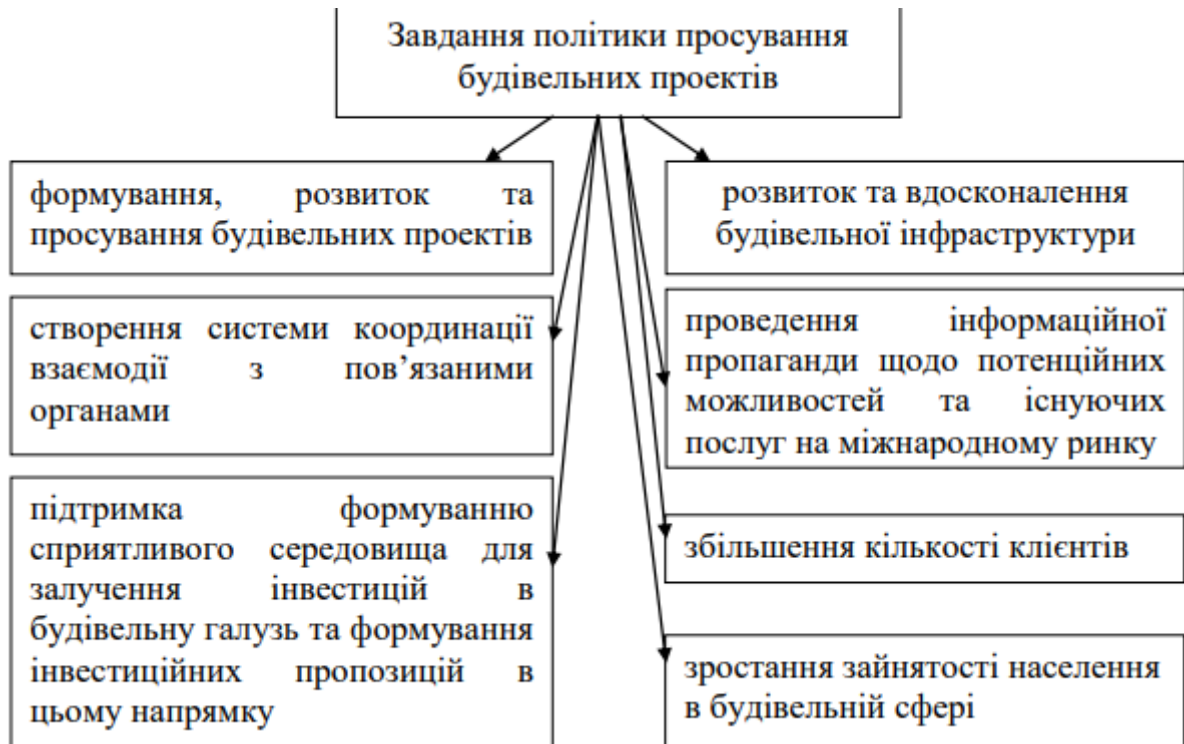 Завдання політики просування
будівельних проектів
формування, розвиток та
просування будівельних проектів
створення системи координації
взаємодії з пов’язаними
органами
підтримка формуванню
сприятливого середовища для
залучення інвестицій в
будівельну галузь та формування
інвестиційних пропозицій в
цьому напрямку
розвиток та вдосконалення
будівельної інфраструктури
проведення інформаційної
пропаганди щодо потенційних
можливостей та існуючих
послуг на міжнародному ринку
збільшення кількості клієнтів
зростання зайнятості населення
в будівельній сфері